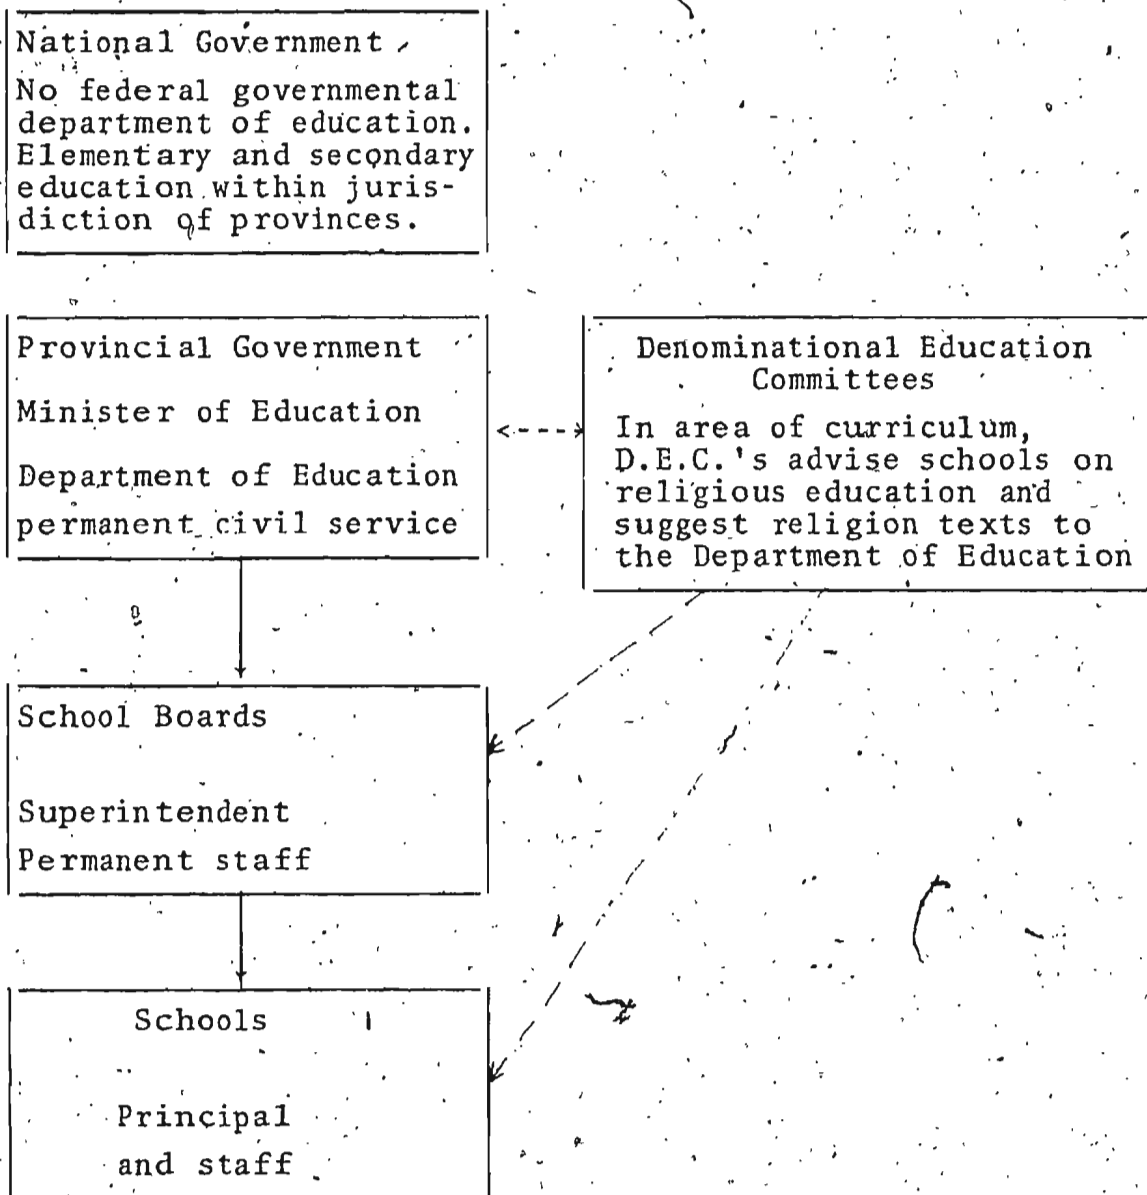 National Government
No federal governmental
department of education.
Elementary and secondary
education within juris-
diction of provinces.
Provincial Government
Minister of Education
Department of Education
permanent civil service
Denominational Education
Committees
In area of curriculum,
D.E.C.'s advise schools on
religious education and
suggest religion texts to
the Department of Education
School Boards
Superintendent
Permanent staff
Schools
Principal
and staff